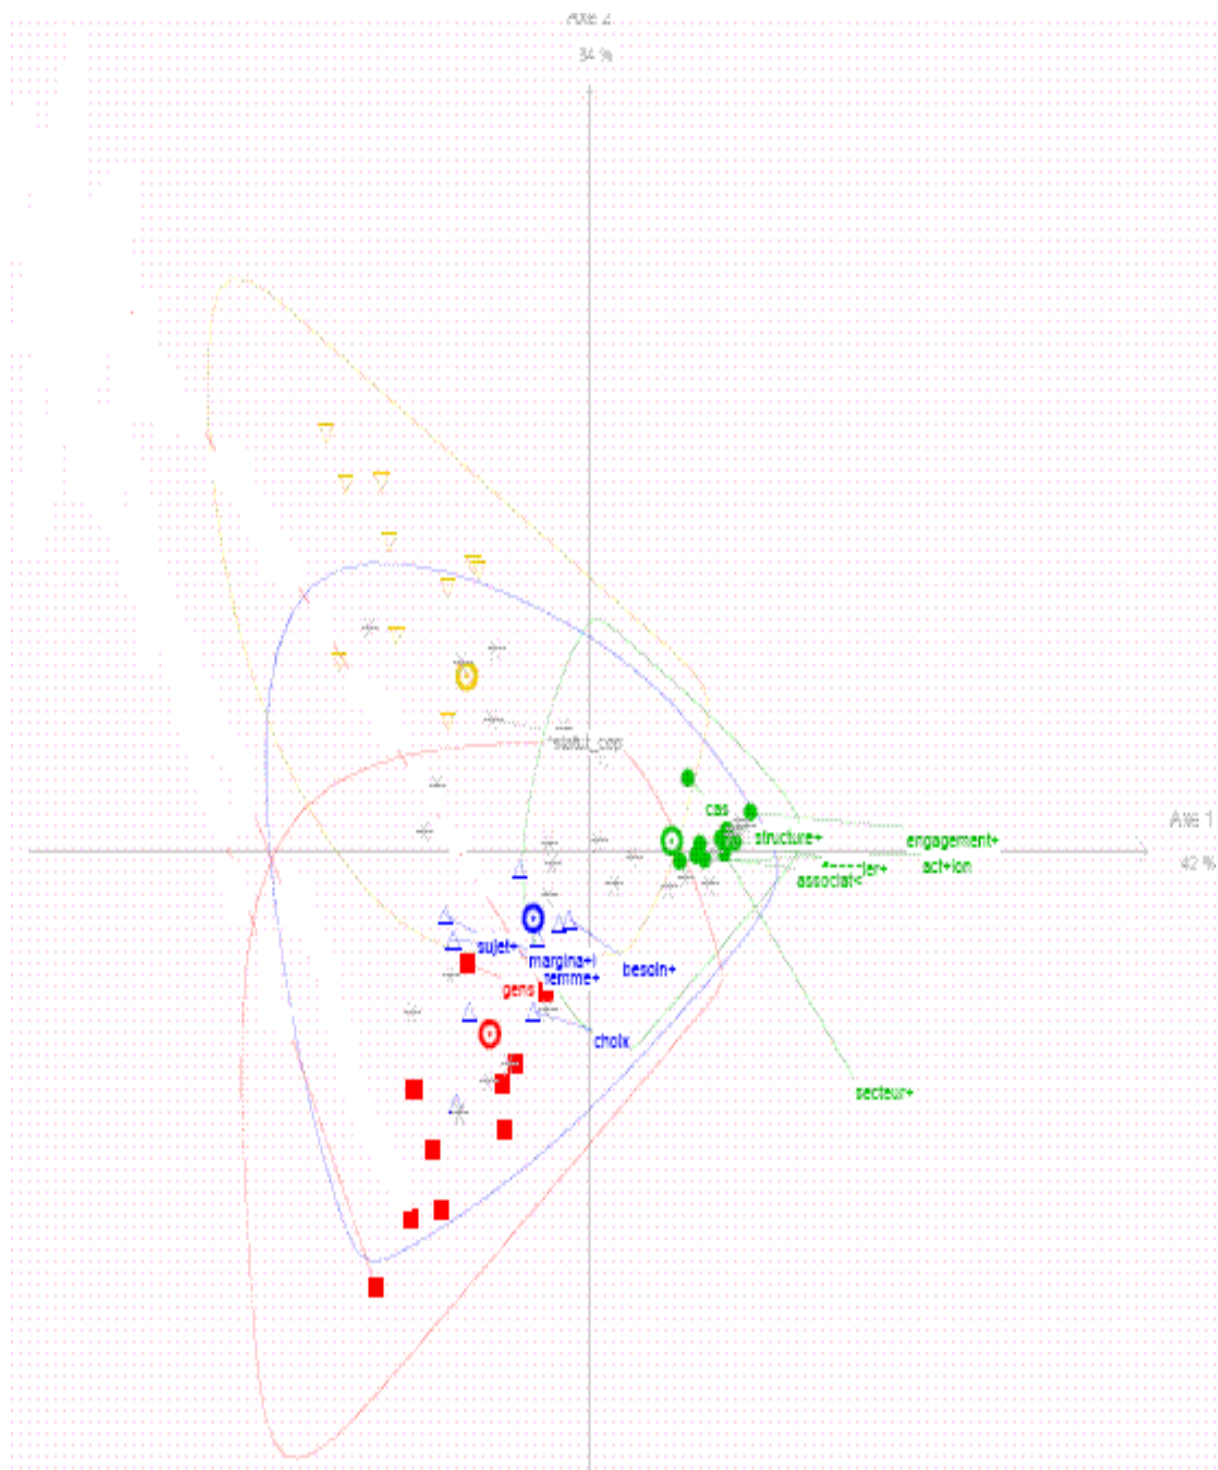 Axe 2
34 %
*statut_cap
cas
Axe 1
structure+
engagement+
42 %
act+ion
associat<
sujet+
margina+l
besoin+
femme+
gens
choix
secteur+